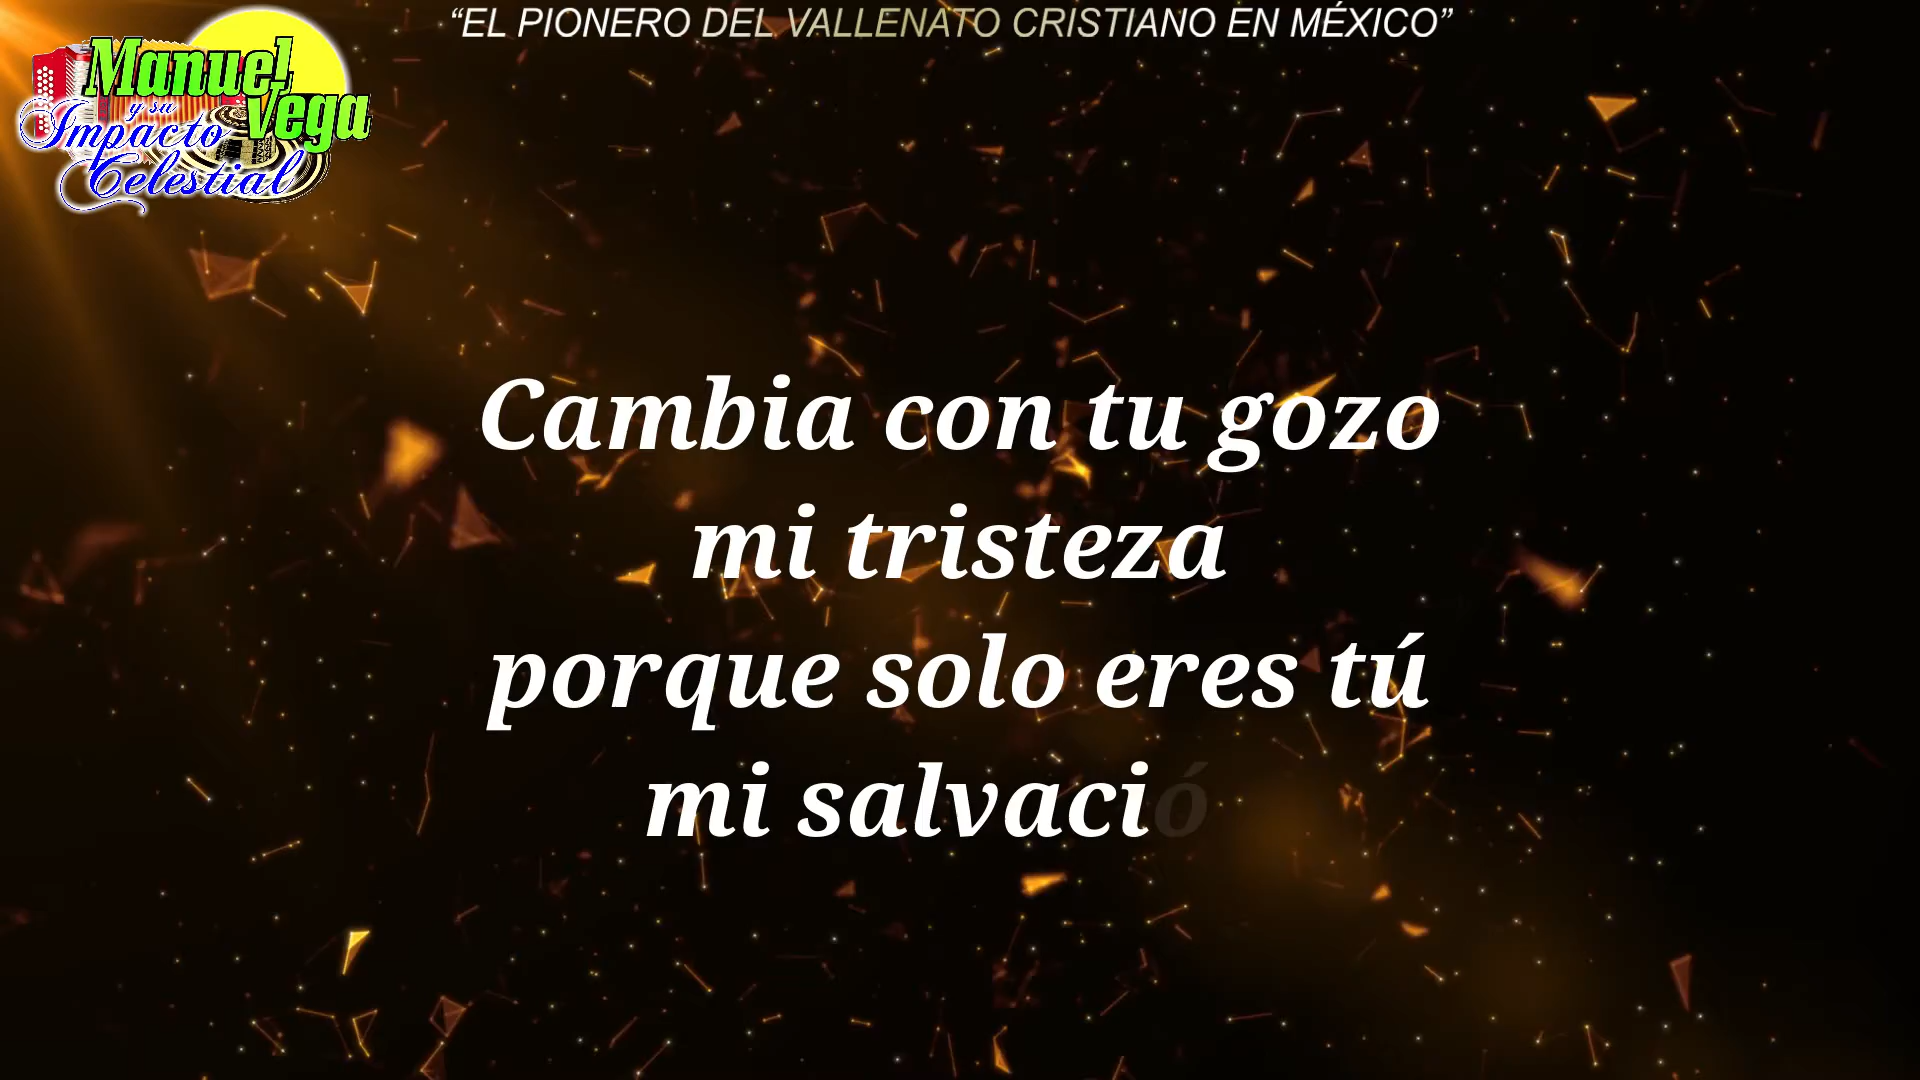 “EL PIONERO DEL VALLENATO CRISTIANO EN MÉXICO”
Manuel
Vega
y su
Impacto
Celestial
Cambia con tu gozo
mi tristeza
porque solo eres tú
mi salvació